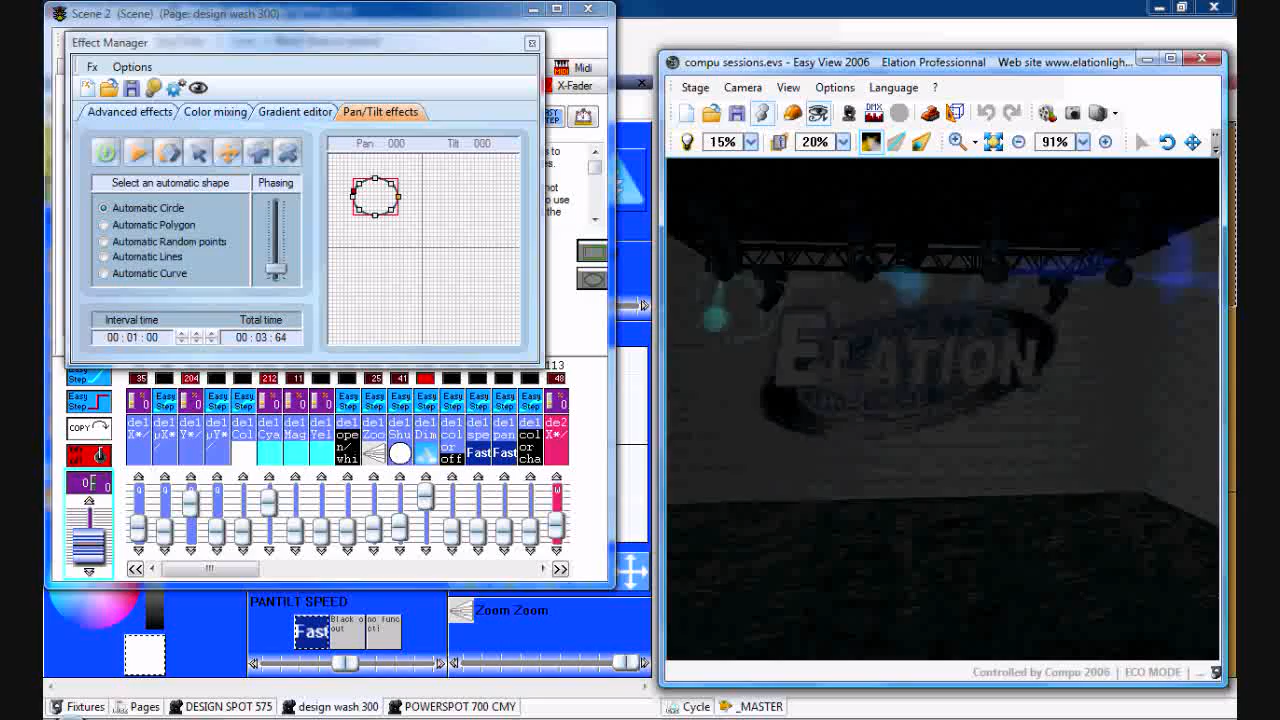 Scene 2 (Scene) (Page: design wash 300)
Effect Manager
Fx Options
Advanced effects Color mixing Gradient editor Pan/Tilt effects
Select an automatic shape Phasing
Automatic Circle
Automatic Polygon
Automatic Random points
Automatic Lines
Automatic Curve
Interval time Total time
00 : 01 : 00 00 : 03 : 64
Pan 000 Tilt 000
Midi
X-Fader
113
35 204 212 11 25 41 48
Easy Step
COPY
PANTILT SPEED
Fast Black out no funct!
Zoom Zoom
Fixtures Pages DESIGN SPOT 575 design wash 300 POWERSPOT 700 CMY
compu sessions.evs - Easy View 2006 Elation Professionnal Web site www.elationligh...
Stage Camera View Options Language ?
DMX
15% 20% 91%
ELATION
Controlled by Compu 2006 | ECO MODE | ...
Cycle _MASTER